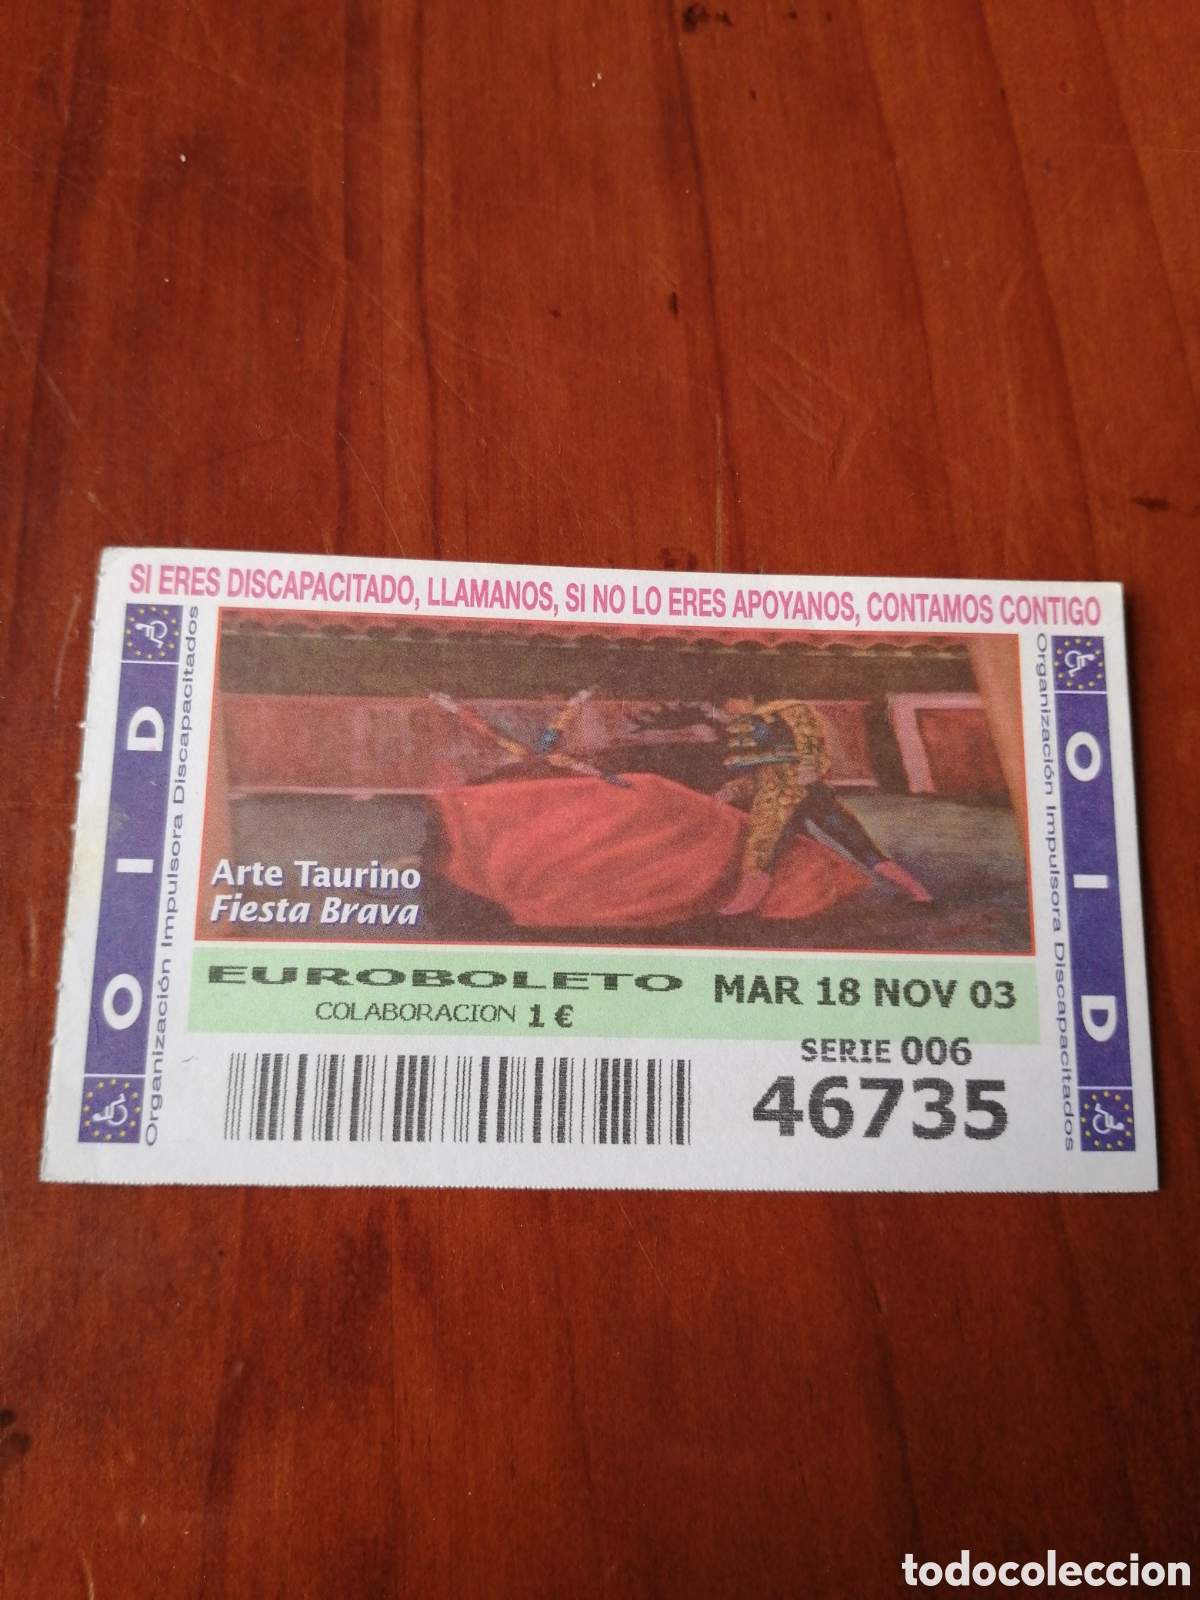 SI ERES DISCAPACITADO, LLAMANOS, SI NO LO ERES APOYANOS, CONTAMOS CONTIGO
OID
Organización Impulsora Discapacitados
Arte Taurino
Fiesta Brava
EUROBOLETO
COLABORACION 1 €
MAR 18 NOV 03
SERIE 006
46735
OID
Organización Impulsora Discapacitados
todocoleccion